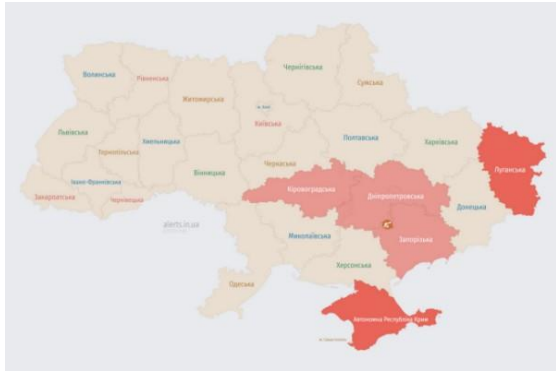 Чернігівська
Волинська
Рівненська
Сумська
Житомирська
м. Київ
Київська
Львівська
Полтавська
Харківська
Хмельницька
Тернопільська
Черкаська
Луганська
Вінницька
Івано-Франківська
Кіровоградська
Дніпропетровська
Закарпатська
Чернівецька
Донецька
alerts.in.ua
Миколаївська
Запорізька
Херсонська
Одеська
Автономна Республіка Крим